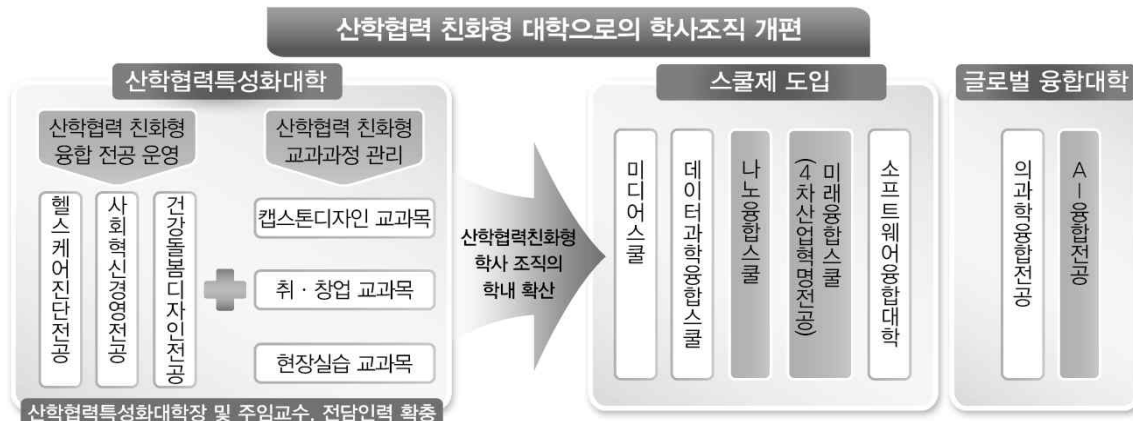 산학협력 친화형 대학으로의 학사조직 개편
산학협력특성화대학
산학협력 친화형
융합 전공 운영
헬스케어진단전공
사회혁신경영전공
건강돌봄디자인전공
산학협력 친화형
교과과정 관리
캡스톤디자인 교과목
취 · 창업 교과목
현장실습 교과목
산학협력특성화대학장 및 주임교수, 전담인력 확충
산학협력친화형
학사 조직의
학내 확산
스쿨제 도입
미디어스쿨
데이터과학융합스쿨
나노융합스쿨
미래융합스쿨
(4차산업혁명전공)
소프트웨어융합대학
글로벌 융합대학
의과학융합전공
AI융합전공